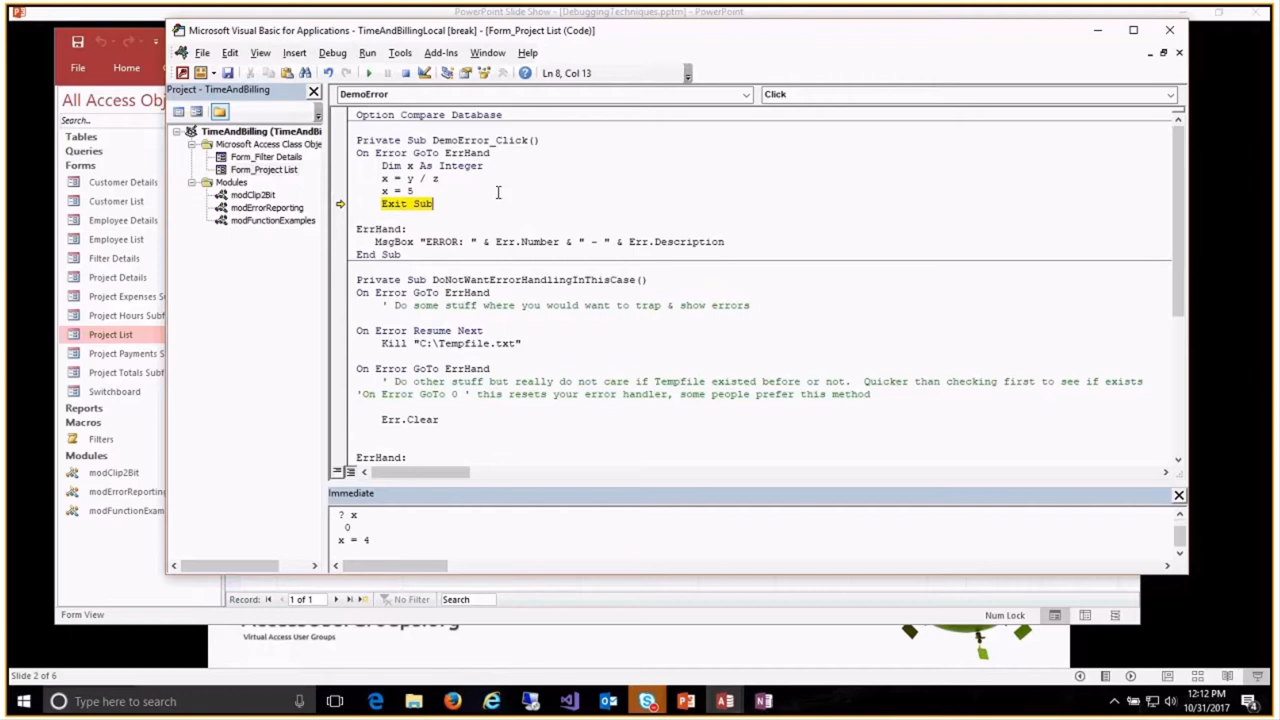 PowerPoint Slide Show - [DebuggingTechniques.pptm] - PowerPoint
Microsoft Visual Basic for Applications - TimeAndBillingLocal [break] - [Form_Project List (Code)]
File Edit View Insert Debug Run Tools Add-Ins Window Help
Ln 8, Col 13
File Home
All Access Obj
Search...
Tables
Queries
Forms
Customer Details
Customer List
Employee Details
Employee List
Filter Details
Project Details
Project Expenses S
Project Hours Subf
Project List
Project Payments S
Project Totals Subf
Switchboard
Reports
Macros
Filters
Modules
modClip2Bit
modErrorReporting
modFunctionExam
Form View
Project - TimeAndBilling
TimeAndBilling (TimeAndBi
Microsoft Access Class Obje
Form_Filter Details
Form_Project List
Modules
modClip2Bit
modErrorReporting
modFunctionExamples
DemoError
Click
Option Compare Database
Private Sub DemoError_Click()
On Error GoTo ErrHand
Dim x As Integer
x = y / z
x = 5
Exit Sub
ErrHand:
MsgBox "ERROR: " & Err.Number & " - " & Err.Description
End Sub
Private Sub DoNotWantErrorHandlingInThisCase()
On Error GoTo ErrHand
' Do some stuff where you would want to trap & show errors
On Error Resume Next
Kill "C:\Tempfile.txt"
On Error GoTo ErrHand
' Do other stuff but really do not care if Tempfile existed before or not.  Quicker than checking first to see if exists
'On Error GoTo 0 ' this resets your error handler, some people prefer this method
Err.Clear
ErrHand:
Immediate
? x
0
x = 4
Record: 1 of 1 No Filter Search
Num Lock
Virtual Access User Groups
Slide 2 of 6
Type here to search
12:12 PM
10/31/2017
4